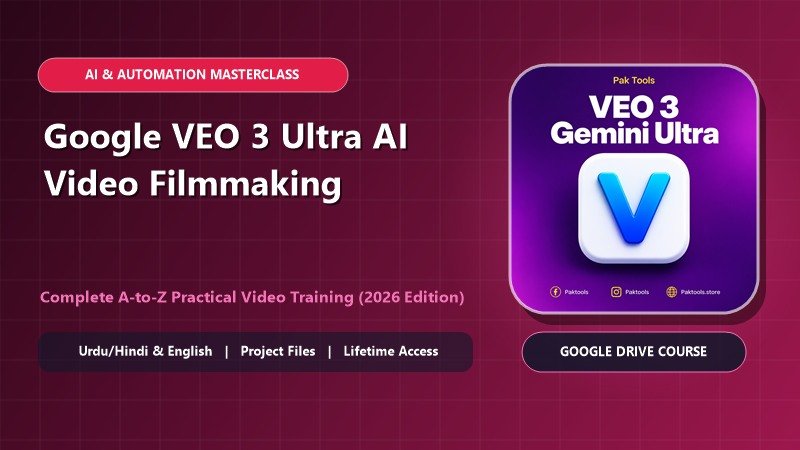 AI & AUTOMATION MASTERCLASS
Google VEO 3 Ultra AI
Video Filmmaking
Complete A-to-Z Practical Video Training (2026 Edition)
Urdu/Hindi & English | Project Files | Lifetime Access
Pak Tools
VEO 3
Gemini Ultra
V
Paktools Paktools Paktools.store
GOOGLE DRIVE COURSE